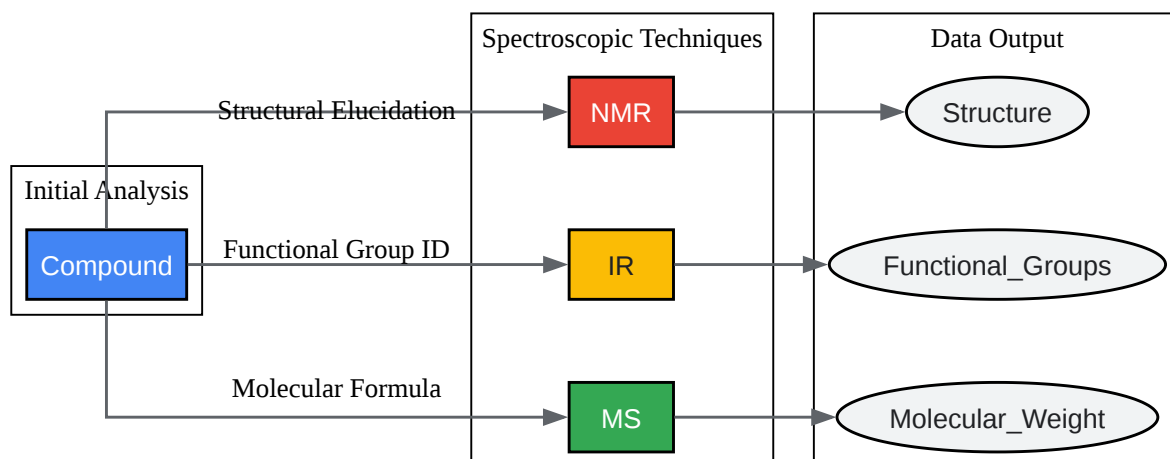 Spectroscopic Techniques
Data Output
Structural Elucidation
NMR
Structure
Initial Analysis
Compound
Functional Group ID
IR
Functional_Groups
Molecular Formula
MS
Molecular_Weight